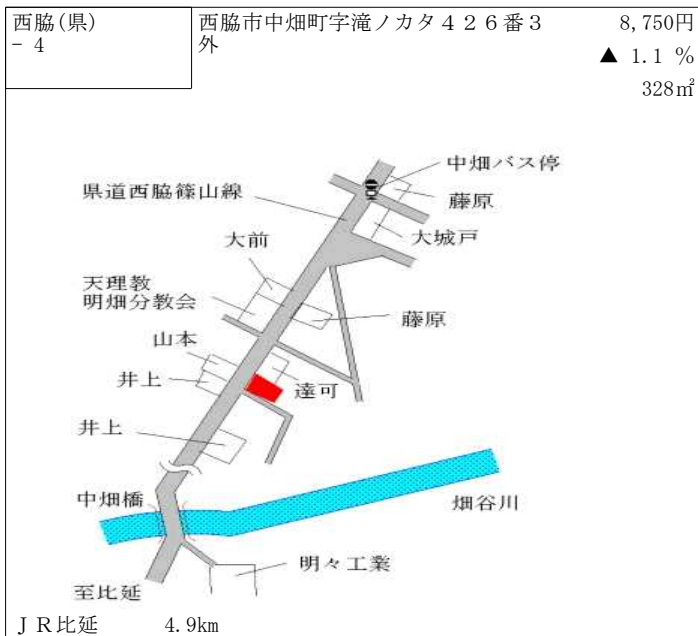 西脇(県)
- 4
西脇市中畑町字滝ノカタ４２６番３
外
8,750円
▲ 1.1 %
328㎡
中畑バス停
県道西脇篠山線
藤原
大城戸
大前
天理教
明畑分教会
藤原
山本
井上
達可
井上
中畑橋
畑谷川
明々工業
至比延
ＪＲ比延 4.9km